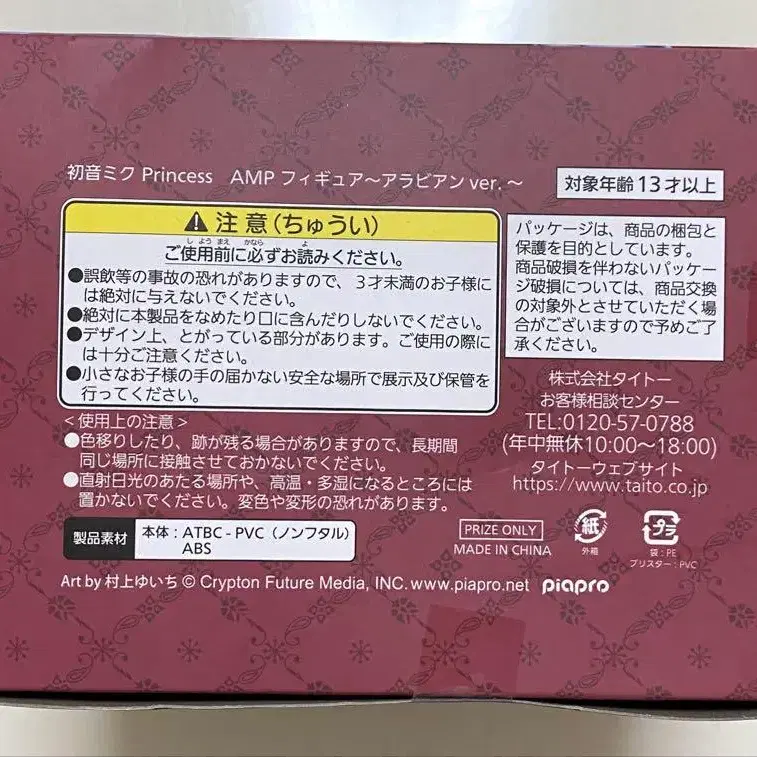 初音ミク Princess AMP フィギュア～アラビアン ver.～
対象年齢 13才以上
注意(ちゅうい)
しようまえ かなら よ
ご使用前に必ずお読みください。
●誤飲等の事故の恐れがありますので、3才未満のお子様に
は絶対に与えないでください。
●絶対に本製品をなめたり口に含んだりしないでください。
●デザイン上、とがっている部分があります。ご使用の際に
は十分ご注意ください。
●小さなお子様の手の届かない安全な場所で展示及び保管を
行ってください。
パッケージは、商品の梱包と
保護を目的としています。
商品破損を伴わないパッケー
ジ破損については、商品交換
の対象外とさせていただく場
合がございますので予めご了
承ください。
<使用上の注意>
●色移りしたり、跡が残る場合がありますので、長期間
同じ場所に接触させておかないでください。
●直射日光のあたる場所や、高温・多湿になるところには
置かないでください。変色や変形の恐れがあります。
株式会社タイトー
お客様相談センター
TEL:0120-57-0788
(年中無休10:00～18:00)
タイトーウェブサイト
https://www.taito.co.jp
製品素材
本体：ATBC-PVC（ノンフタル）
ABS
PRIZE ONLY
MADE IN CHINA
紙
外箱
プラ
袋：PE
ブリスター：PVC
Art by 村上ゆいち © Crypton Future Media, INC. www.piapro.net piapro